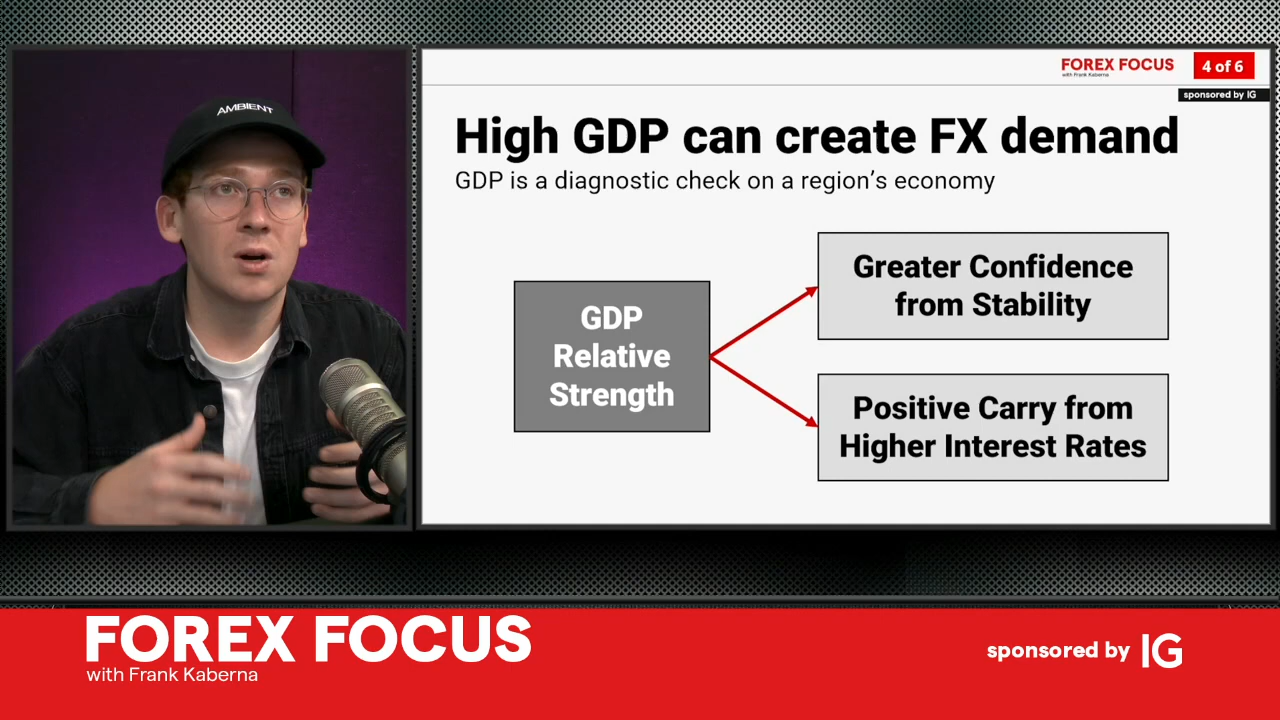 AMBIENT
FOREX FOCUS
with Frank Kaberna
4 of 6
sponsored by IG
High GDP can create FX demand
GDP is a diagnostic check on a region’s economy
GDP
Relative
Strength
Greater Confidence
from Stability
Positive Carry from
Higher Interest Rates
FOREX FOCUS
with Frank Kaberna
sponsored by IG